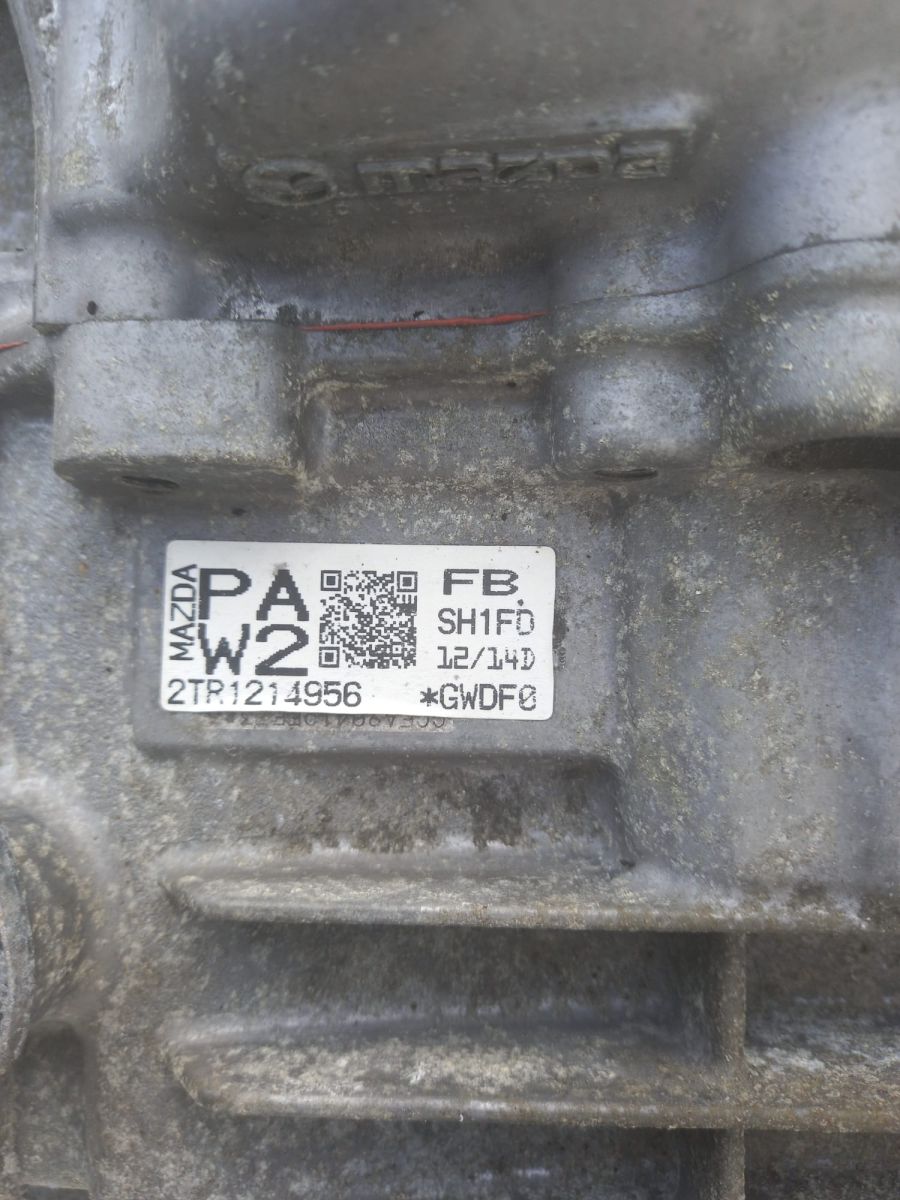 mazda
MAZDA
PA
W2
FB.
SH1FD
12/14D
2TR1214956
*GWDF0